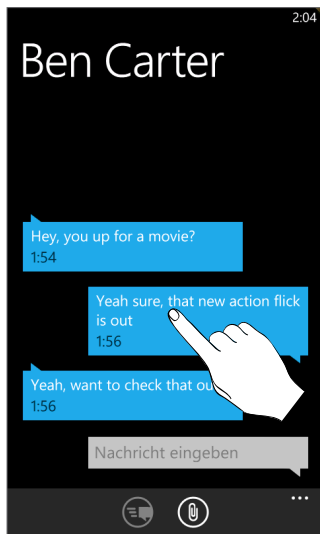 2:04
Ben Carter
Hey, you up for a movie?
1:54
Yeah sure, that new action flick
is out
1:56
Yeah, want to check that ou
1:56
Nachricht eingeben